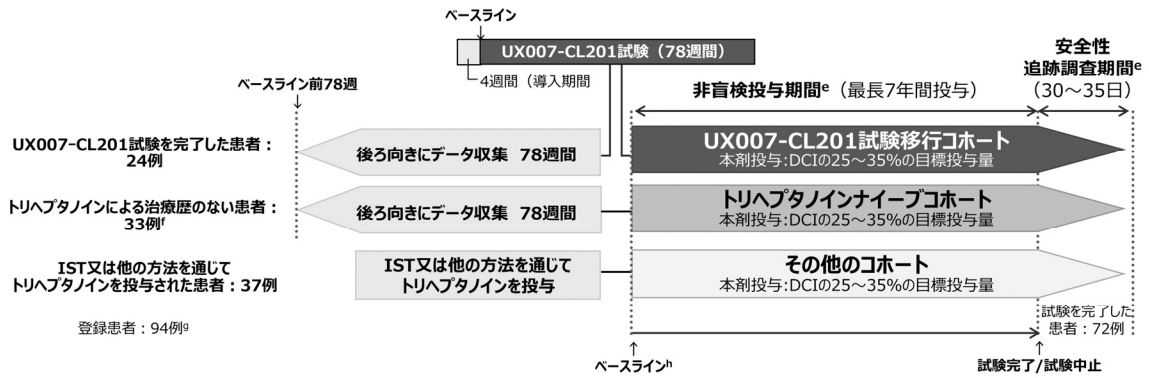 ベースライン
UX007-CL201試験（78週間）
4週間（導入期間
ベースライン前78週
非盲検投与期間e（最長7年間投与）
安全性
追跡調査期間e
（30～35日）
UX007-CL201試験を完了した患者：
24例
後ろ向きにデータ収集 78週間
UX007-CL201試験移行コホート
本剤投与:DCIの25～35%の目標投与量
トリヘプタノインによる治療歴のない患者：
33例f
後ろ向きにデータ収集 78週間
トリヘプタノインナイーブコホート
本剤投与:DCIの25～35%の目標投与量
IST又は他の方法を通じて
トリヘプタノインを投与された患者：37例
IST又は他の方法を通じて
トリヘプタノインを投与
その他のコホート
本剤投与:DCIの25～35%の目標投与量
登録患者：94例g
試験を完了した
患者：72例
ベースラインh
試験完了/試験中止